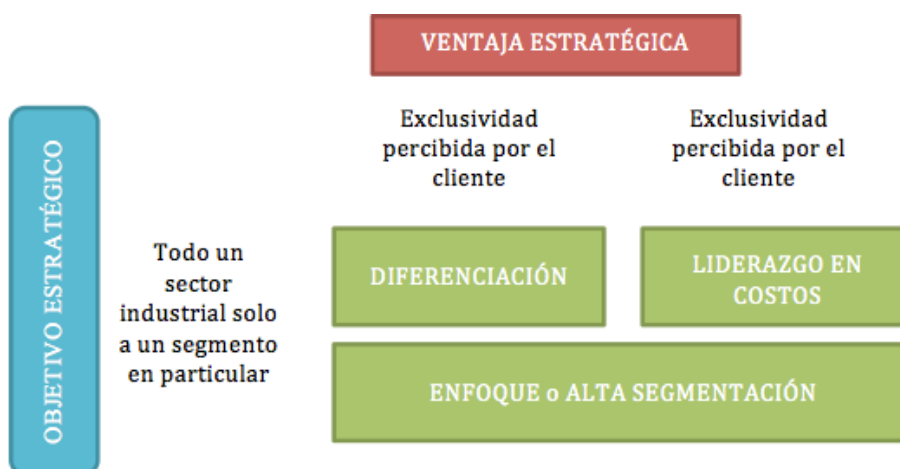 VENTAJA ESTRATÉGICA
Exclusividad
percibida por el
cliente
Exclusividad
percibida por el
cliente
OBJETIVO ESTRATÉGICO
Todo un
sector
industrial solo
a un segmento
en particular
DIFERENCIACIÓN
LIDERAZGO EN
COSTOS
ENFOQUE o ALTA SEGMENTACIÓN